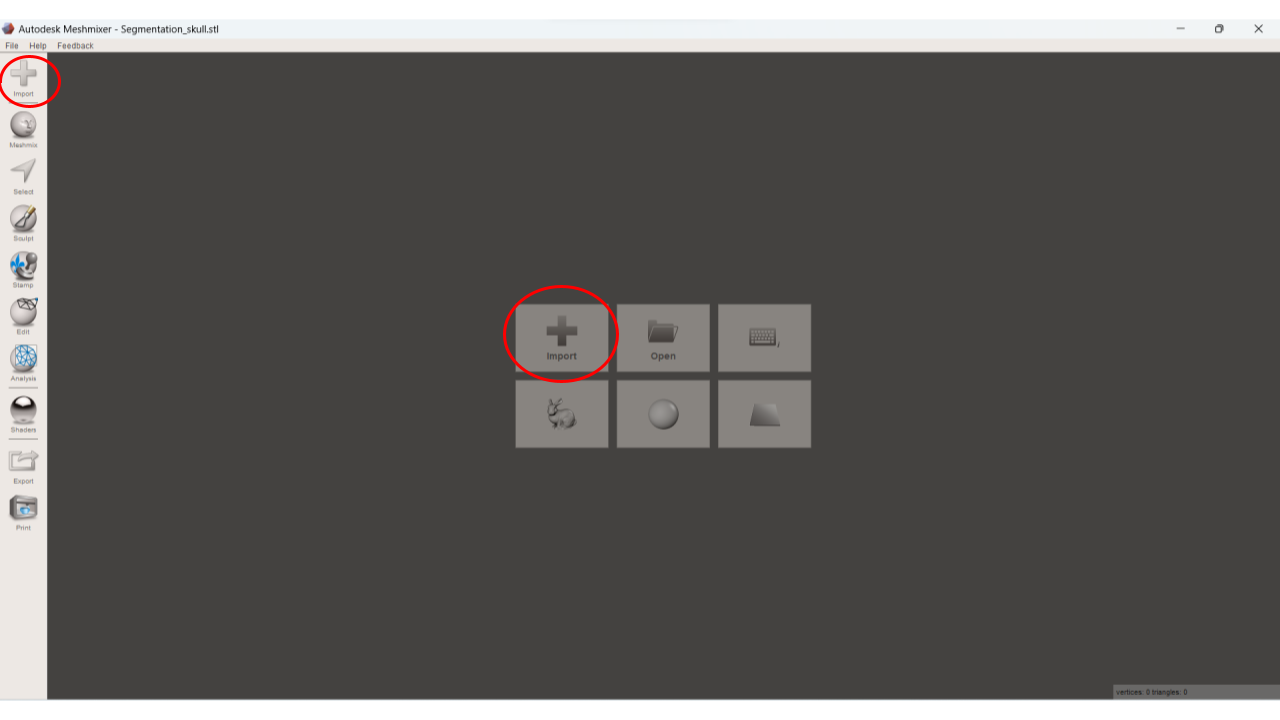 Autodesk Meshmixer - Segmentation_skull.stl
File Help Feedback
Import
Meshmix
Select
Sculpt
Stamp
Edit
Analysis
Shaders
Export
Print
Import
Open
vertices: 0 triangles: 0